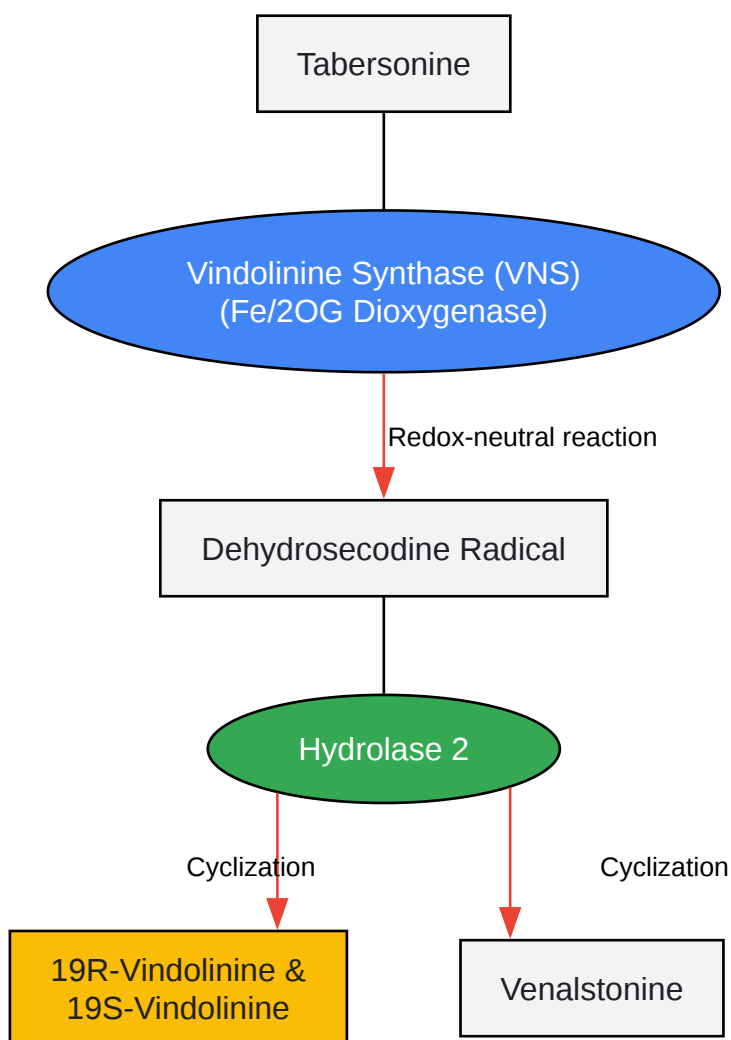 Tabersonine
Vindolinine Synthase (VNS)
(Fe/2OG Dioxygenase)
Redox-neutral reaction
Dehydrosecodine Radical
Hydrolase 2
Cyclization
Cyclization
19R-Vindolinine &
19S-Vindolinine
Venalstonine